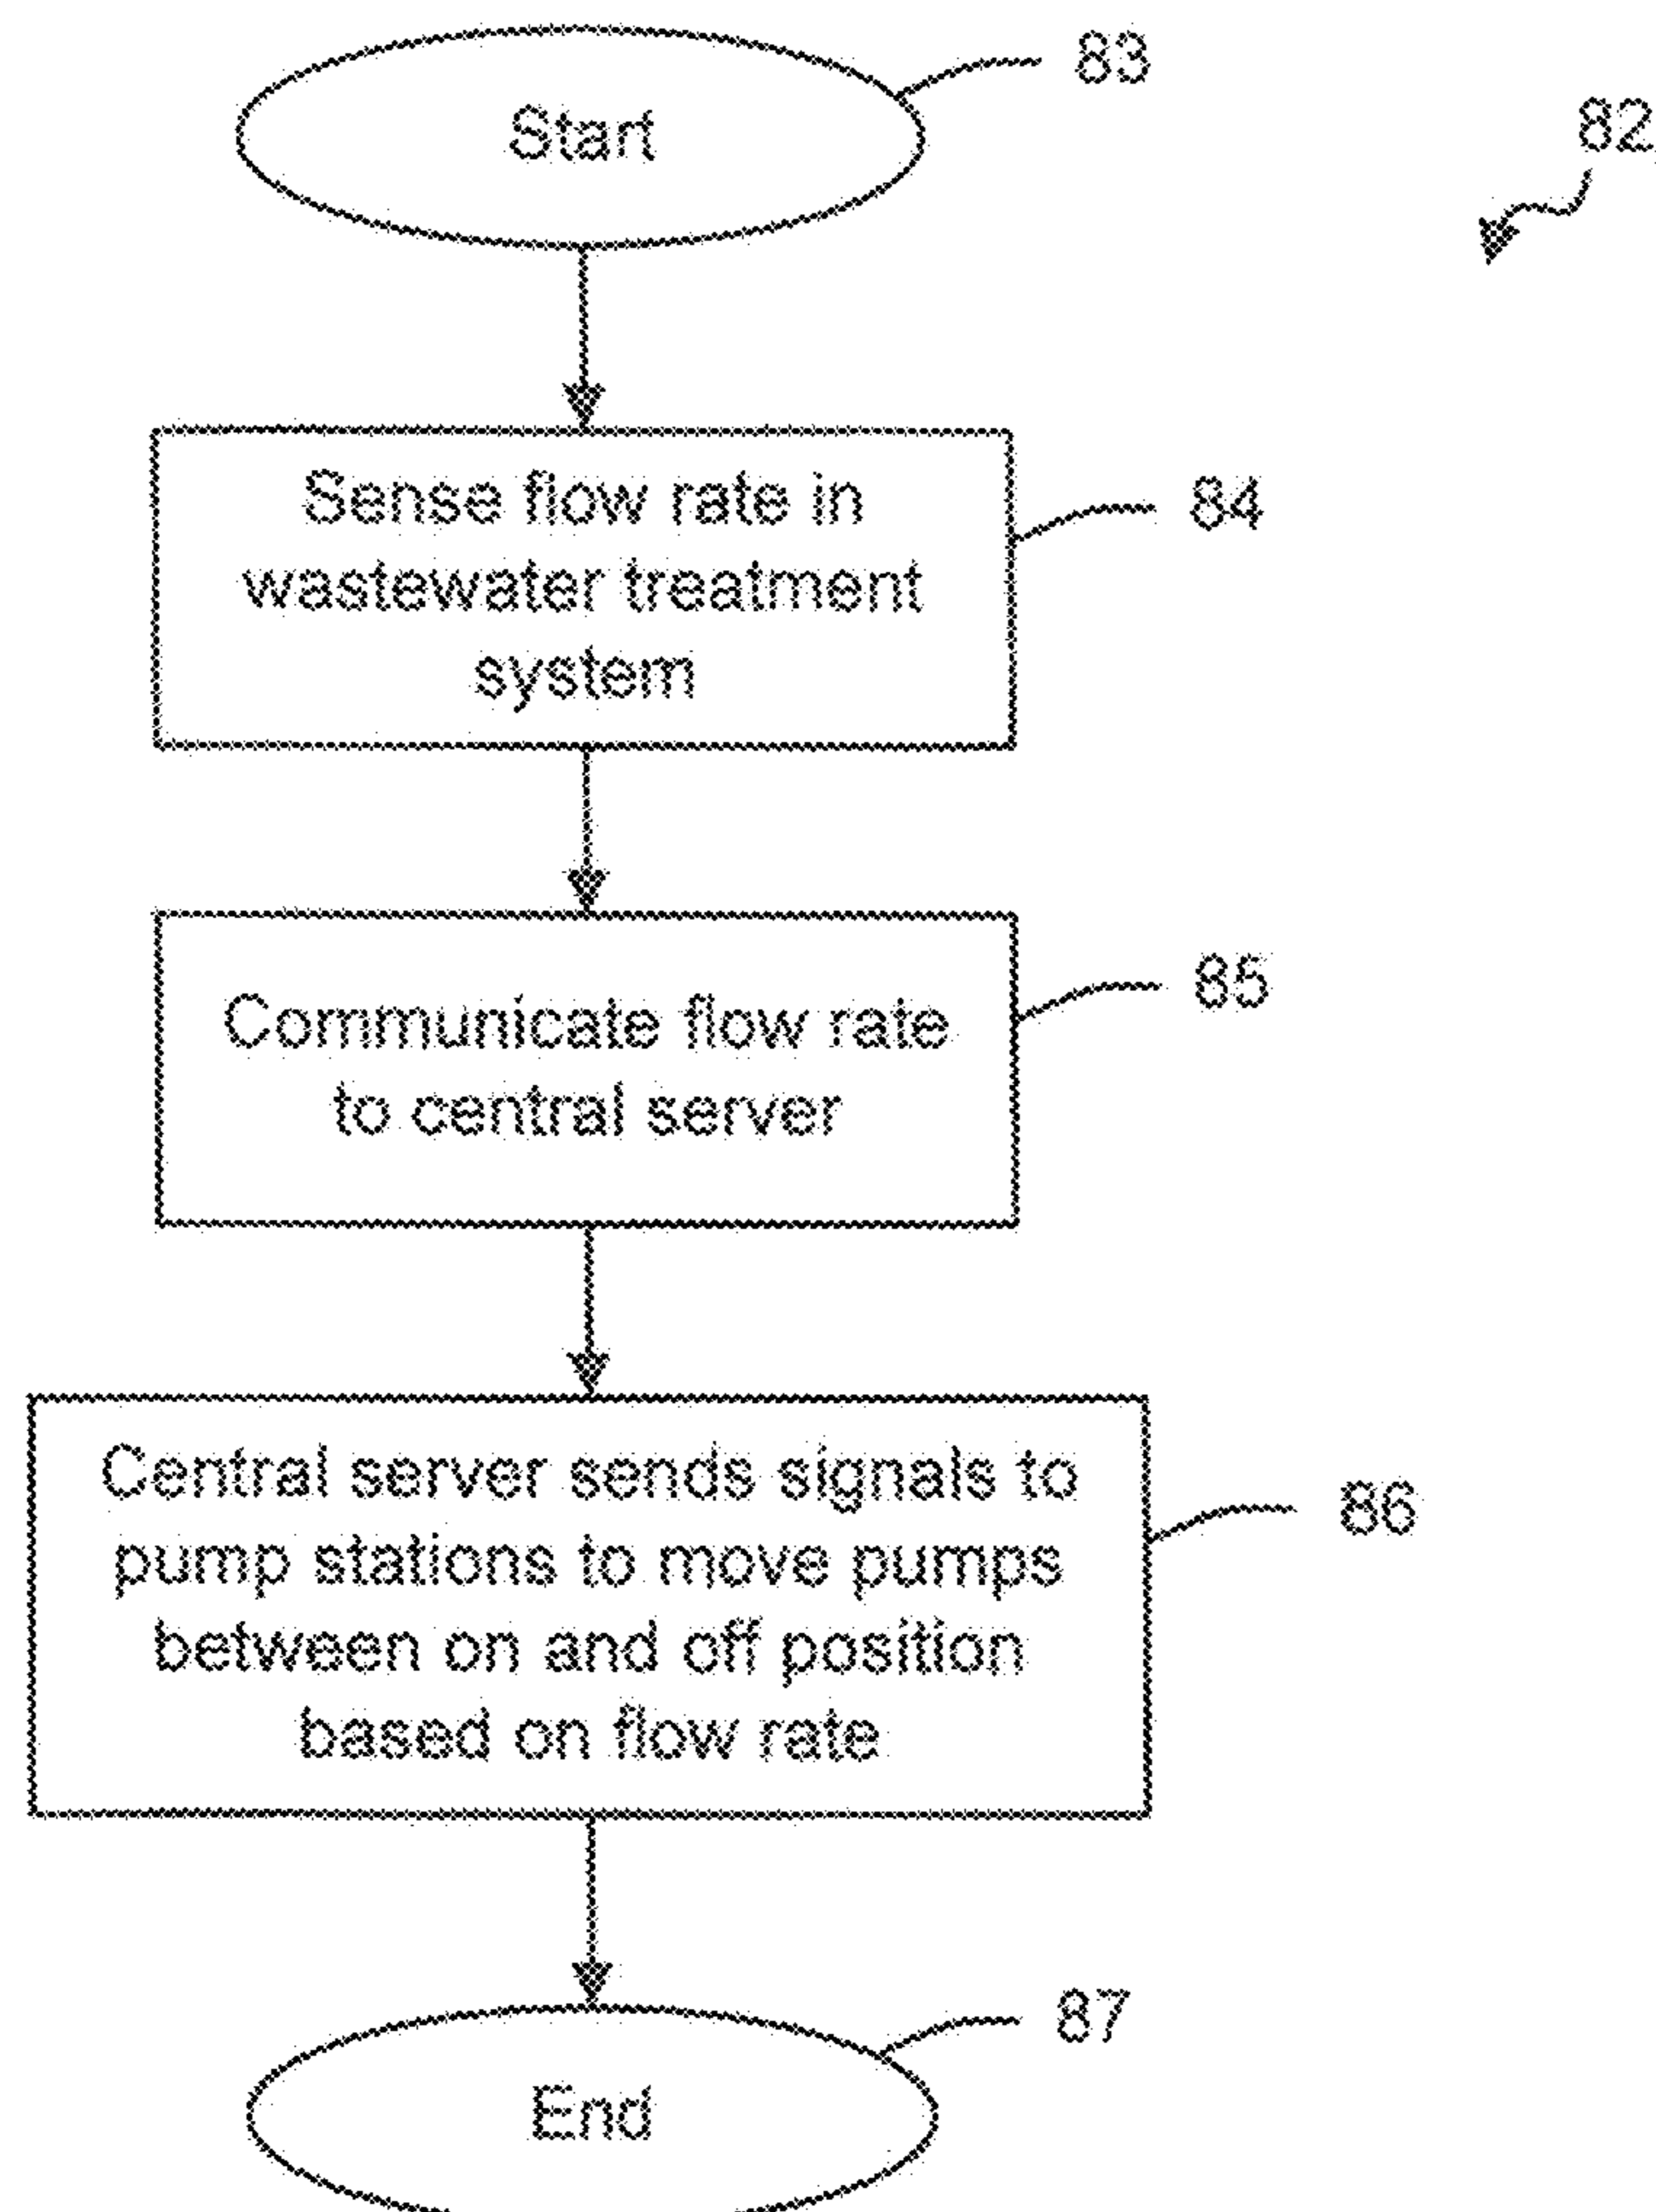 83
Start
82
Sense flow rate in
wastewater treatment
system
84
Communicate flow rate
to central server
85
Central server sends signals to
pump stations to move pumps
between on and off position
based on flow rate
86
87
End